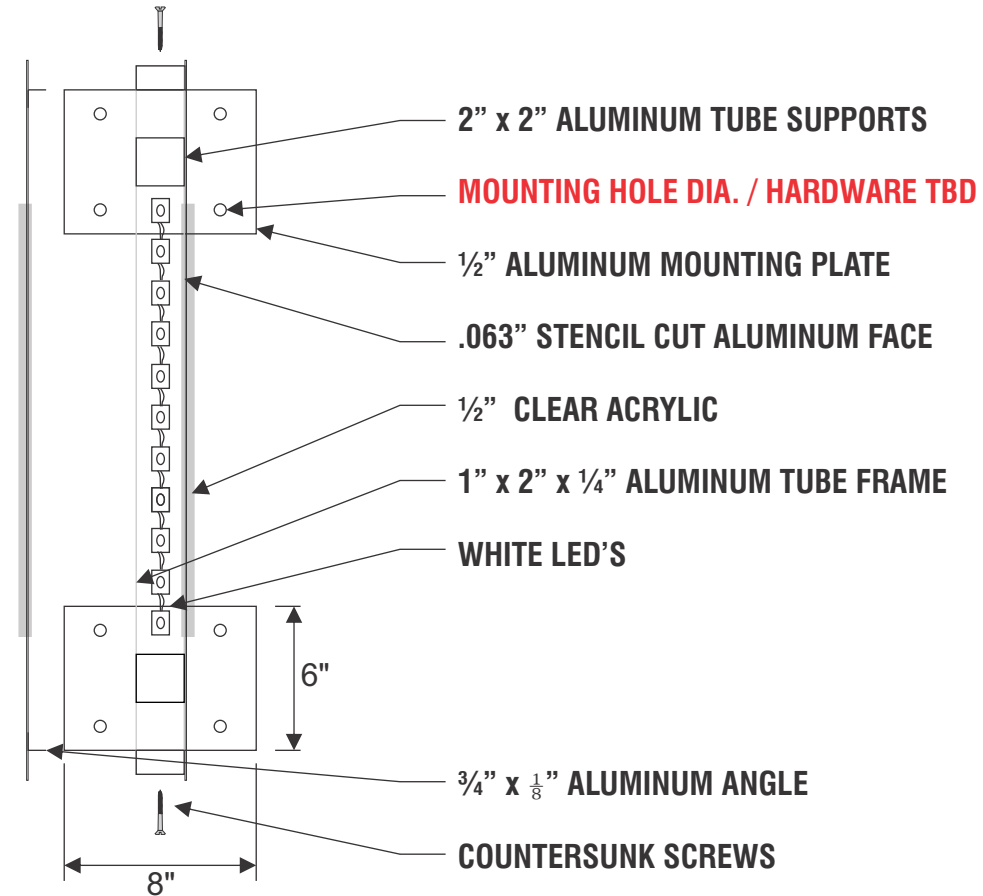 2” x 2” ALUMINUM TUBE SUPPORTS
MOUNTING HOLE DIA. / HARDWARE TBD
½” ALUMINUM MOUNTING PLATE
.063” STENCIL CUT ALUMINUM FACE
½” CLEAR ACRYLIC
1” x 2” x ¼” ALUMINUM TUBE FRAME
WHITE LED’S
6"
¾” x ⅛” ALUMINUM ANGLE
COUNTERSUNK SCREWS
8"